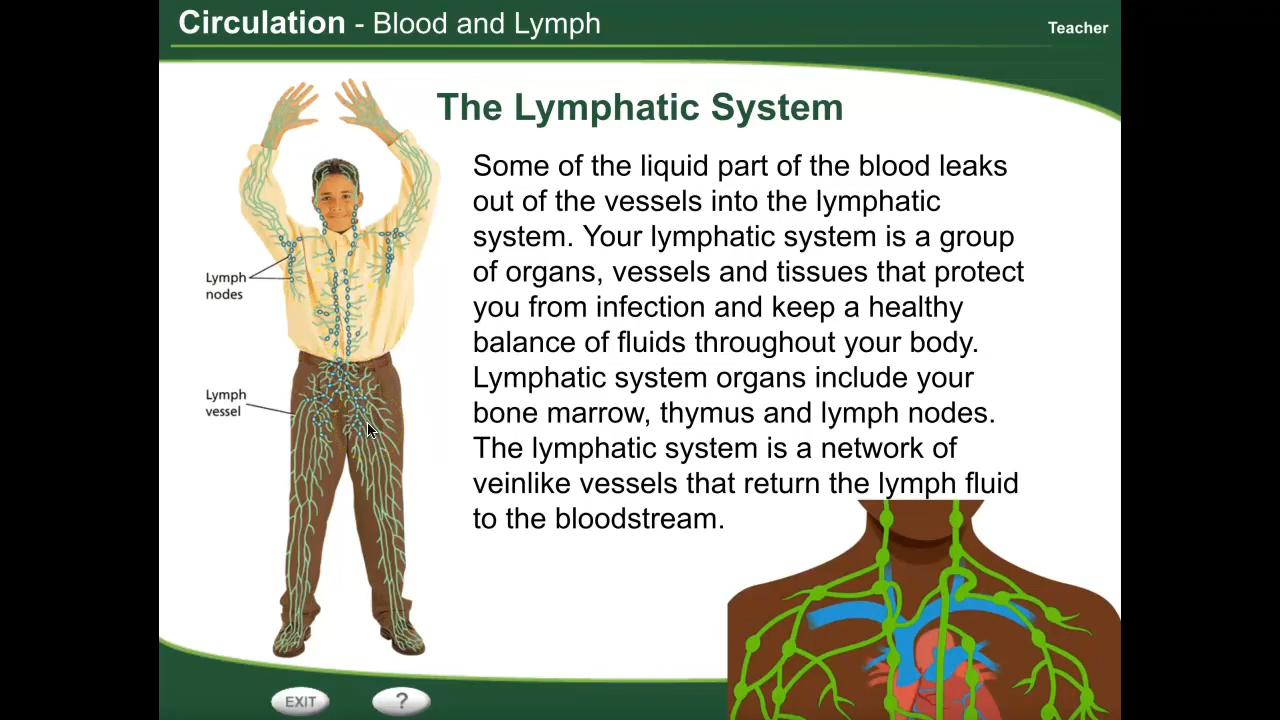 Circulation - Blood and Lymph
Teacher
The Lymphatic System
Some of the liquid part of the blood leaks
out of the vessels into the lymphatic
system. Your lymphatic system is a group
of organs, vessels and tissues that protect
you from infection and keep a healthy
balance of fluids throughout your body.
Lymphatic system organs include your
bone marrow, thymus and lymph nodes.
The lymphatic system is a network of
veinlike vessels that return the lymph fluid
to the bloodstream.
Lymph
nodes
Lymph
vessel
EXIT
?